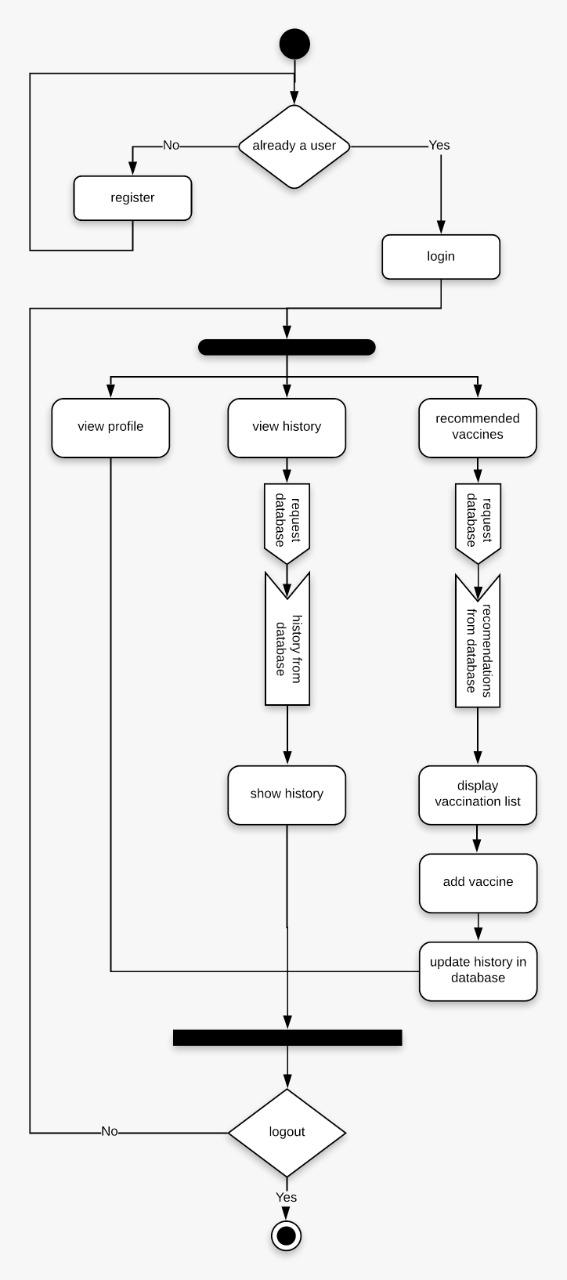 already a user
No
Yes
register
login
view profile
view history
recommended
vaccines
request
database
request
database
history from
database
recomendations
from database
show history
display
vaccination list
add vaccine
update history in
database
logout
No
Yes